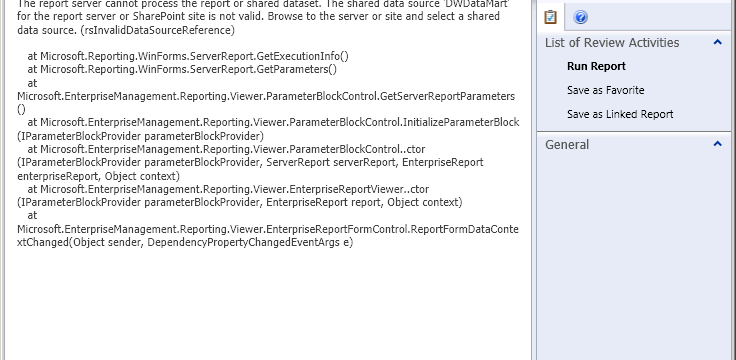 The report server cannot process the report or shared dataset. The shared data source 'DWDataMart'
for the report server or SharePoint site is not valid. Browse to the server or site and select a shared
data source. (rsInvalidDataSourceReference)
at Microsoft.Reporting.WinForms.ServerReport.GetExecutionInfo()
at Microsoft.Reporting.WinForms.ServerReport.GetParameters()
at
Microsoft.EnterpriseManagement.Reporting.Viewer.ParameterBlockControl.GetServerReportParameters
()
at Microsoft.EnterpriseManagement.Reporting.Viewer.ParameterBlockControl.InitializeParameterBlock
(IParameterBlockProvider parameterBlockProvider)
at Microsoft.EnterpriseManagement.Reporting.Viewer.ParameterBlockControl..ctor
(IParameterBlockProvider parameterBlockProvider, ServerReport serverReport, EnterpriseReport
enterpriseReport, Object context)
at Microsoft.EnterpriseManagement.Reporting.Viewer.EnterpriseReportViewer..ctor
(IParameterBlockProvider parameterBlockProvider, EnterpriseReport report, Object context)
at
Microsoft.EnterpriseManagement.Reporting.Viewer.EnterpriseReportFormControl.ReportFormDataConte
xtChanged(Object sender, DependencyPropertyChangedEventArgs e)
List of Review Activities
Run Report
Save as Favorite
Save as Linked Report
General